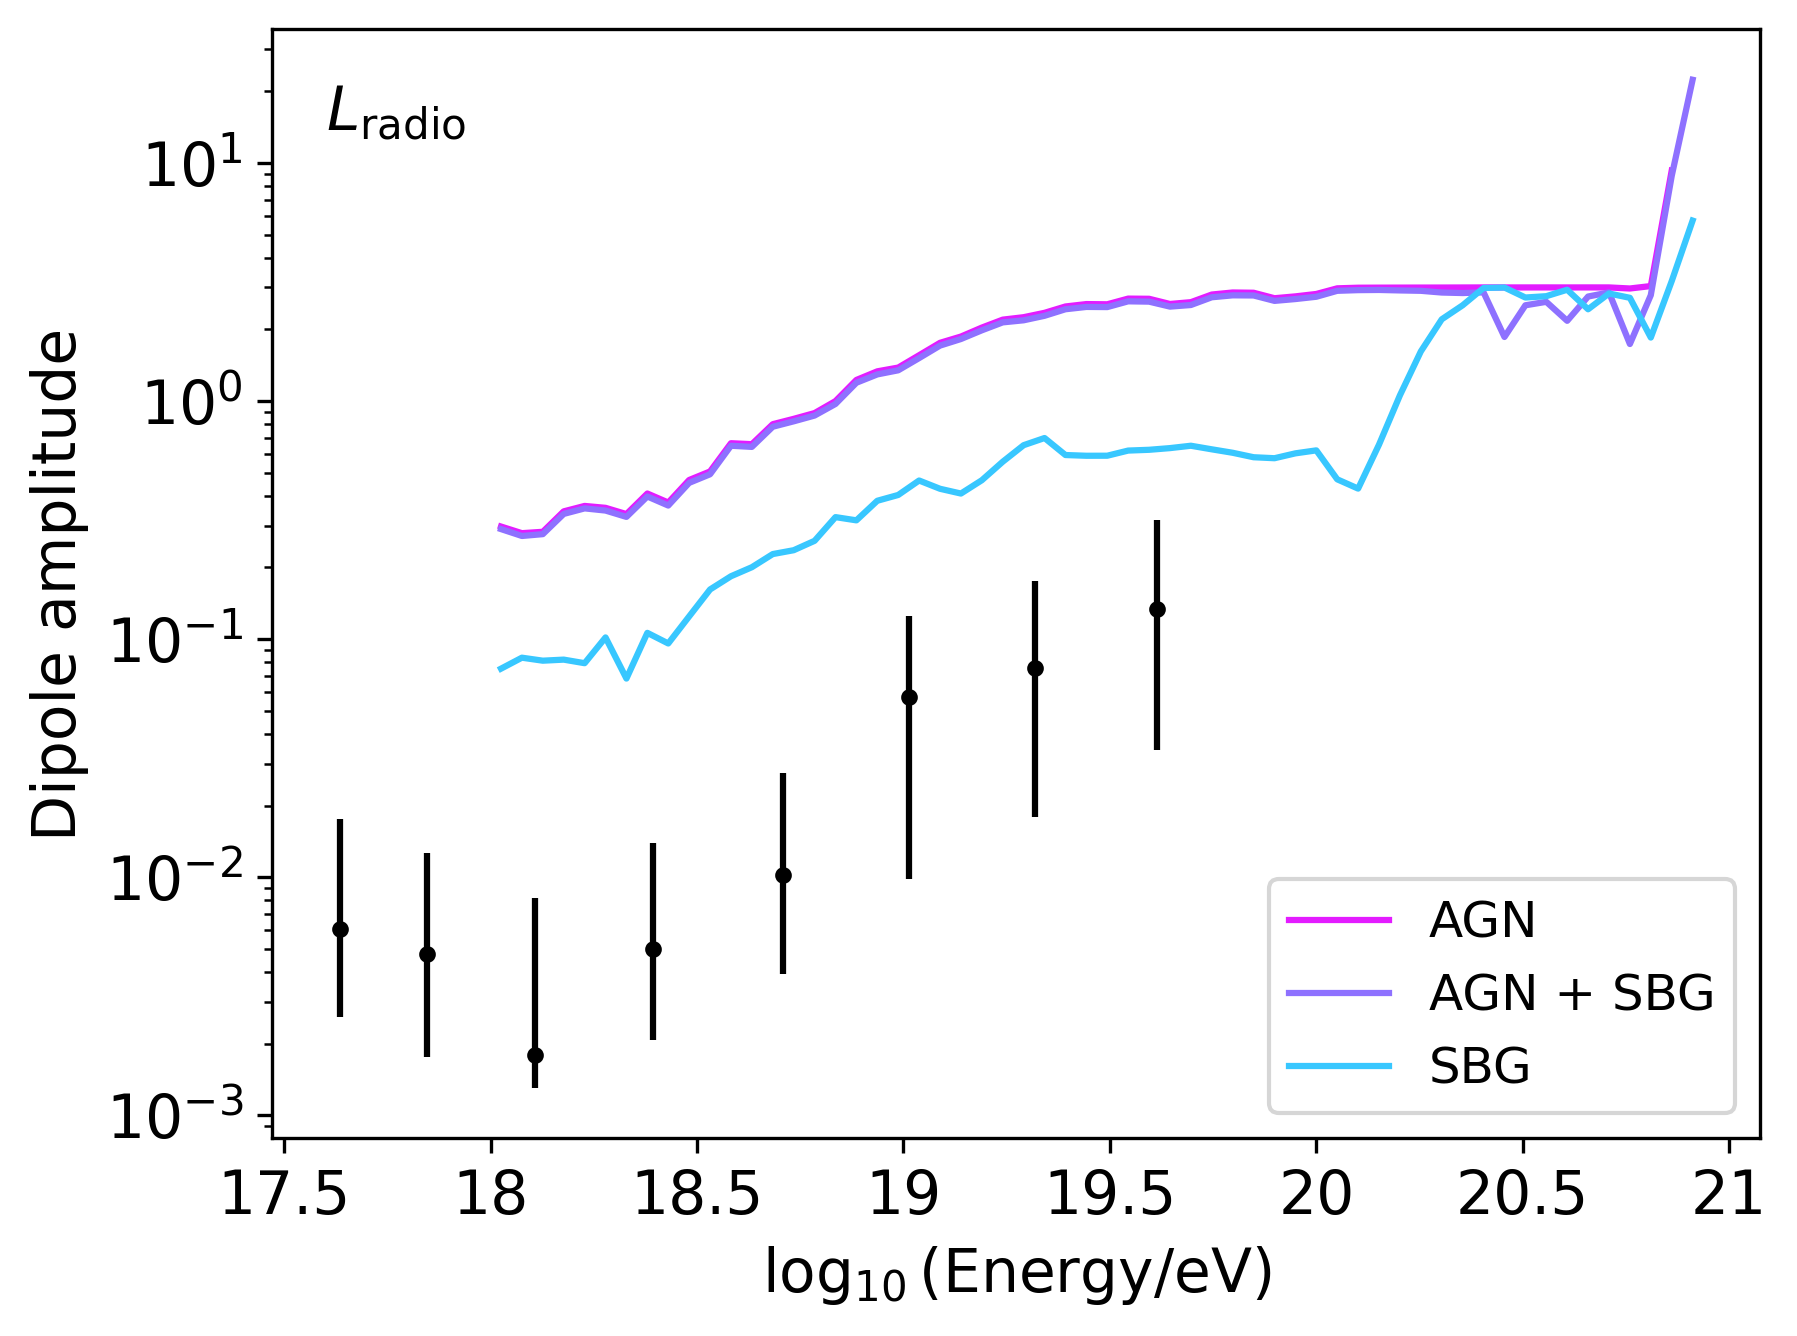 L_radio
Dipole amplitude
10^1
10^0
10^−1
10^−2
10^−3
17.5 18 18.5 19 19.5 20 20.5 21
log_10(Energy/eV)
AGN
AGN + SBG
SBG